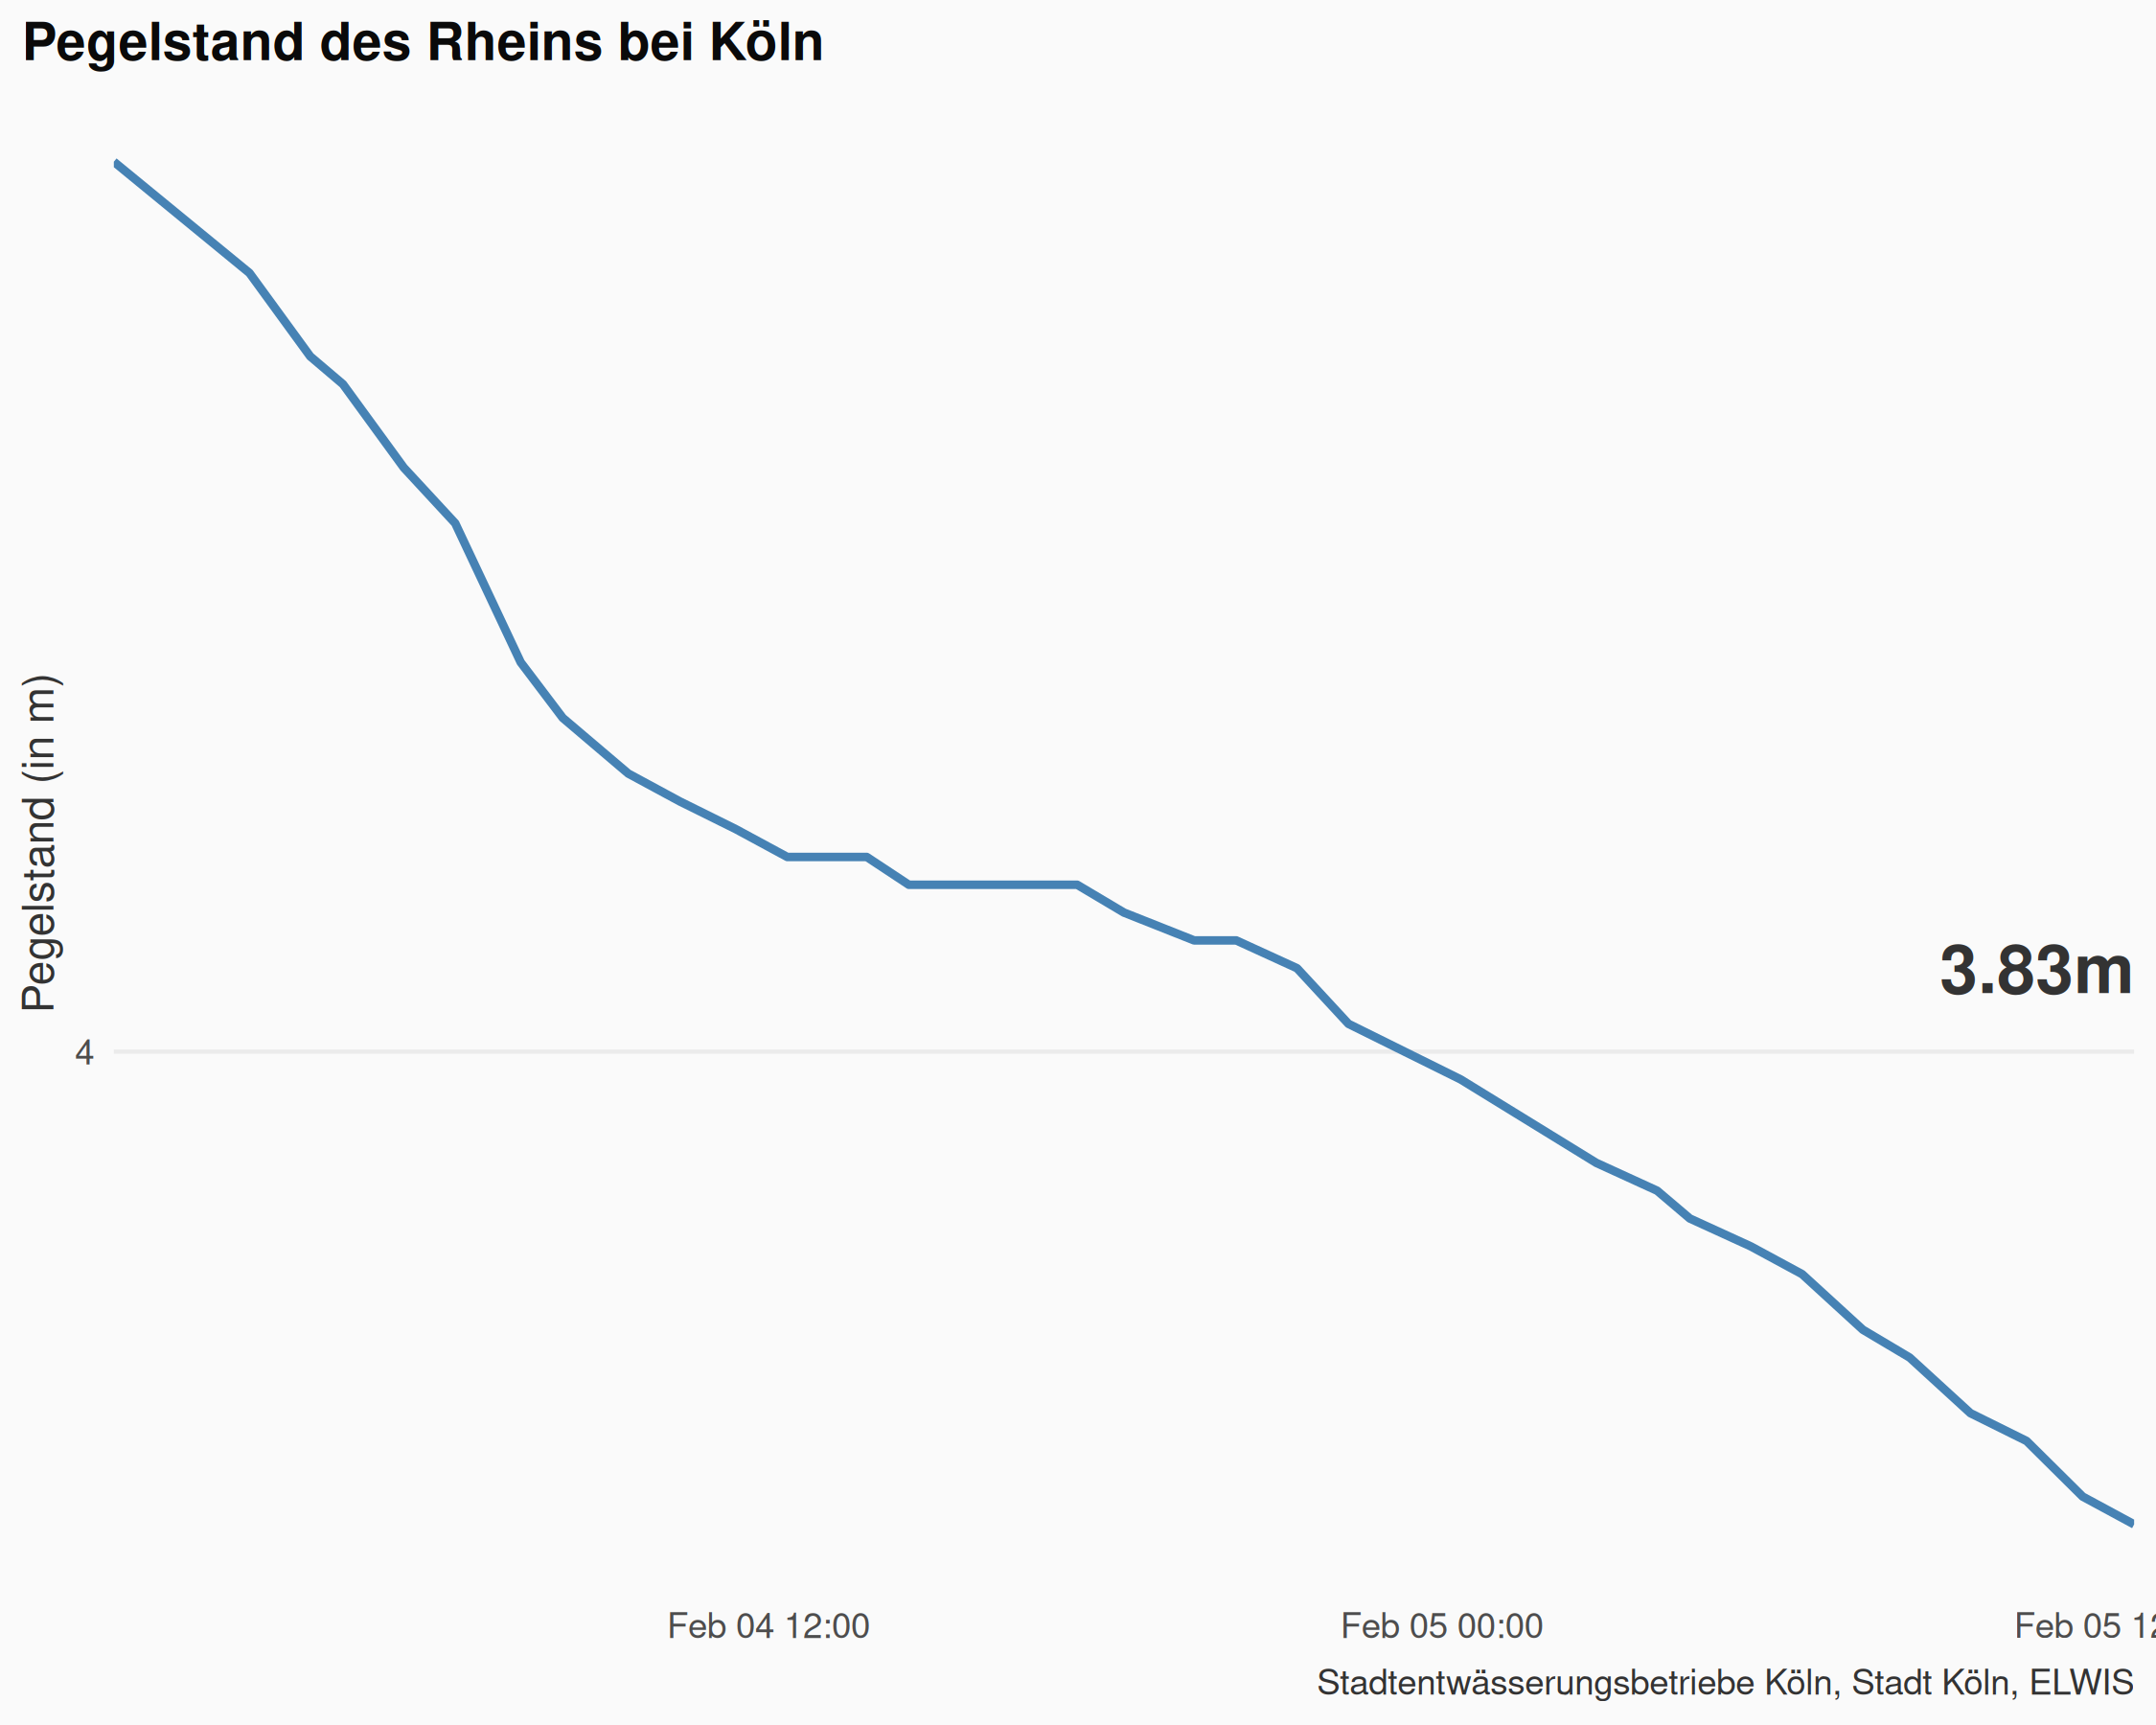 Pegelstand des Rheins bei Köln
Pegelstand (in m)
3.83m
4
Feb 04 12:00
Feb 05 00:00
Feb 05 12
Stadtentwässerungsbetriebe Köln, Stadt Köln, ELWIS